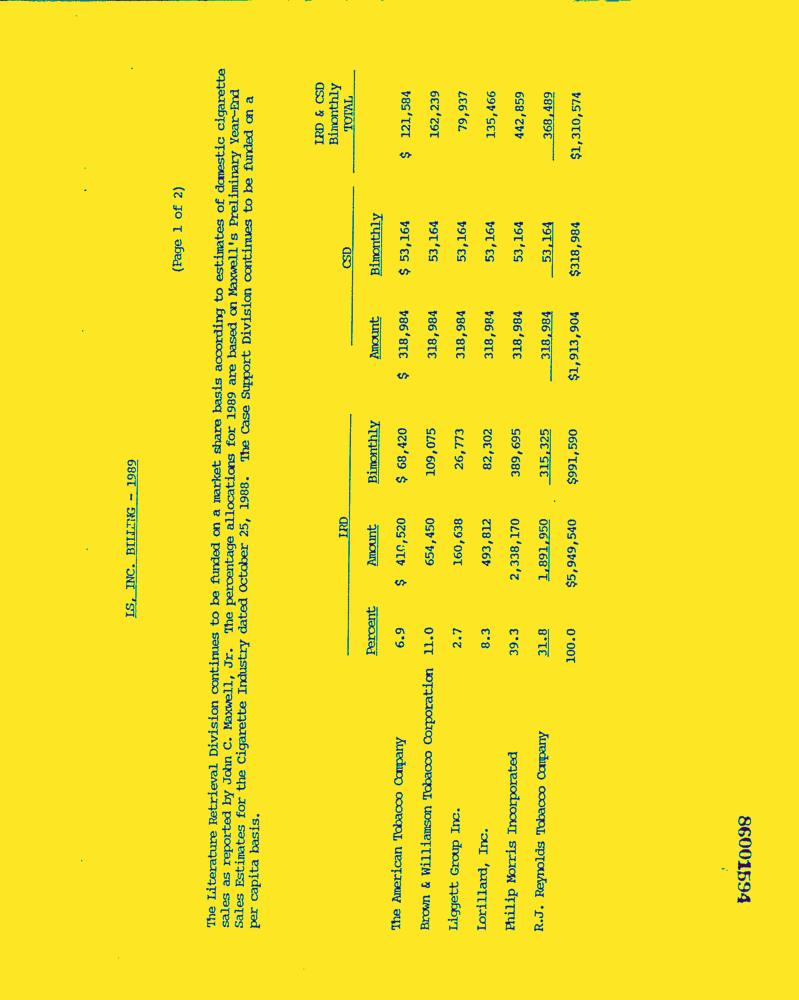 LS, INC. BILLING - 1989
(Page 1 of 2)
The Literature Retrieval Division continues to be funded on a market share basis according to estimates of domestic cigarette
sales as reported by John C. Maxwell, Jr. The percentage allocations for 1989 are based on Maxwell's Preliminary Year-End
Sales Estimates for the Cigarette Industry dated October 25, 1988. The Case Support Division continues to be funded on a
per capita basis.
LRD CSD LRD & CSD Bimonthly TOTAL
Percent Amount Bimonthly Amount Bimonthly
The American Tobacco Company 6.9 $ 410,520 $ 68,420 $ 318,984 $ 53,164 $ 121,584
Brown & Williamson Tobacco Corporation 11.0 654,450 109,075 318,984 53,164 162,239
Liggett Group Inc. 2.7 160,638 26,773 318,984 53,164 79,937
Lorillard, Inc. 8.3 493,812 82,302 318,984 53,164 135,466
Philip Morris Incorporated 39.3 2,338,170 389,695 318,984 53,164 442,859
R.J. Reynolds Tobacco Company 31.8 1,891,950 315,325 318,984 53,164 368,489
100.0 $5,949,540 $991,590 $1,913,904 $318,984 $1,310,574
86001594